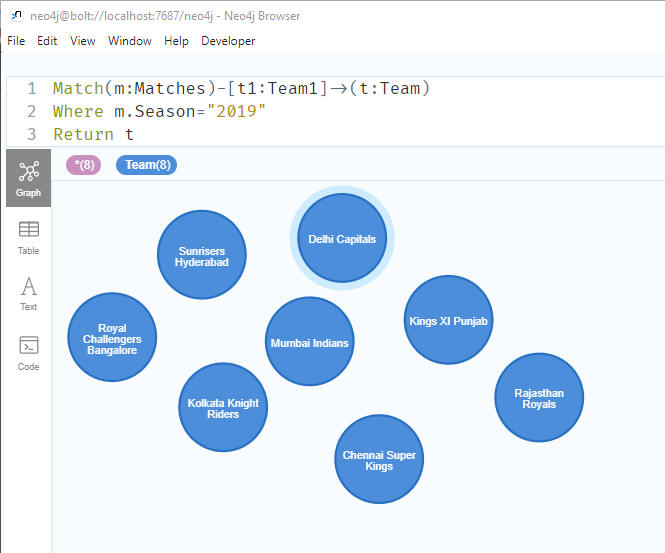 neo4j@bolt://localhost:7687/neo4j - Neo4j Browser
File Edit View Window Help Developer
1 Match(m:Matches)-[t1:Team1]->(t:Team)
2 Where m.Season="2019"
3 Return t
*(8) Team(8)
Graph
Table
Text
Code
Delhi Capitals
Sunrisers
Hyderabad
Kings XI Punjab
Royal
Challengers
Bangalore
Mumbai Indians
Rajasthan
Royals
Kolkata Knight
Riders
Chennai Super
Kings